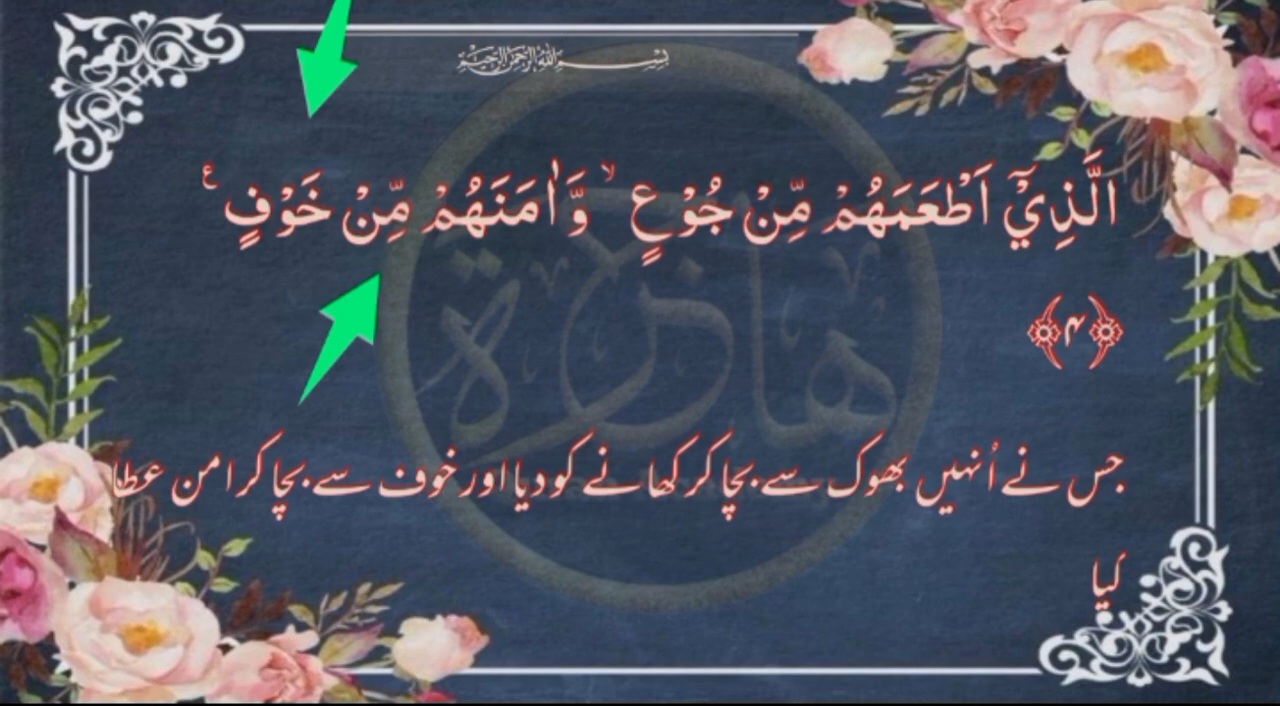 بِسْمِ اللهِ الرَّحْمٰنِ الرَّحِيْمِ
الَّذِيْٓ اَطْعَمَهُمْ مِّنْ جُوْعٍ ۙ وَّاٰمَنَهُمْ مِّنْ خَوْفٍ ۧ
﴿۴﴾
جس نے اُنہیں بھوک سے بچا کر کھانے کو دیا اور خوف سے بچا کر امن عطا
کیا